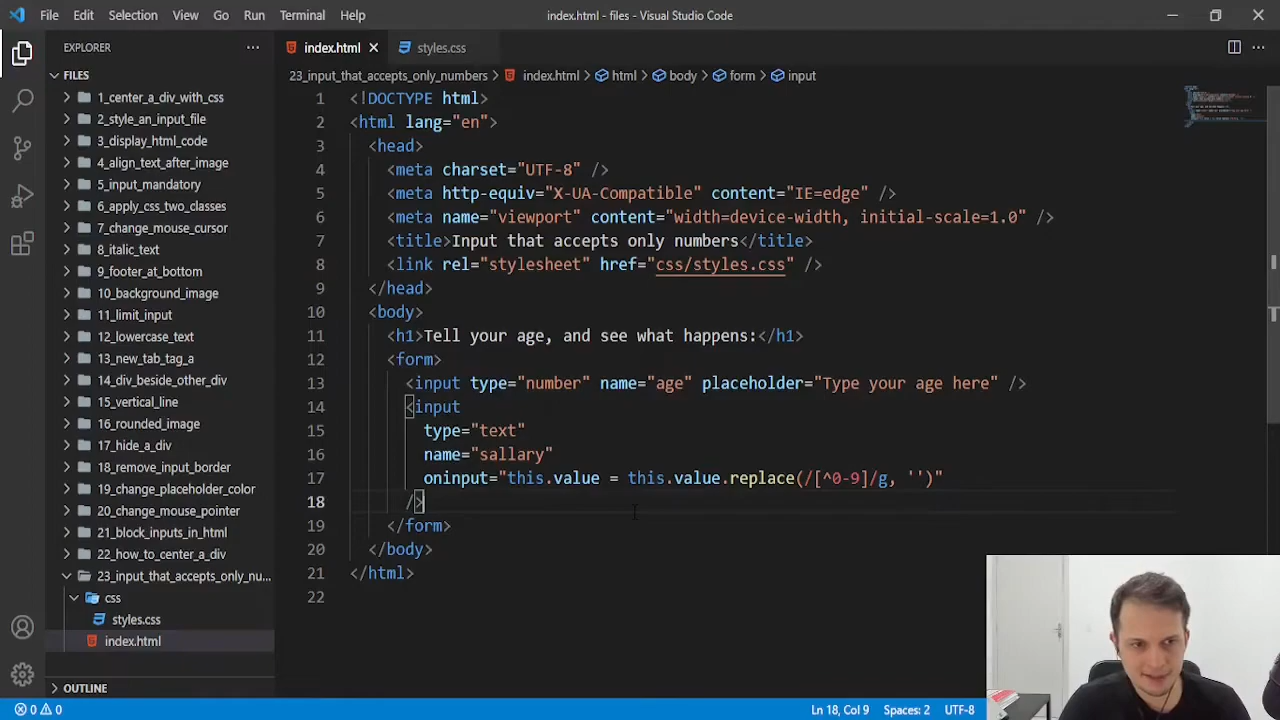 File Edit Selection View Go Run Terminal Help
index.html - files - Visual Studio Code
EXPLORER
index.html
styles.css
FILES
1_center_a_div_with_css
2_style_an_input_file
3_display_html_code
4_align_text_after_image
5_input_mandatory
6_apply_css_two_classes
7_change_mouse_cursor
8_italic_text
9_footer_at_bottom
10_background_image
11_limit_input
12_lowercase_text
13_new_tab_tag_a
14_div_beside_other_div
15_vertical_line
16_rounded_image
17_hide_a_div
18_remove_input_border
19_change_placeholder_color
20_change_mouse_pointer
21_block_inputs_in_html
22_how_to_center_a_div
23_input_that_accepts_only_nu...
css
styles.css
index.html
OUTLINE
23_input_that_accepts_only_numbers > index.html > html > body > form > input
1 <!DOCTYPE html>
2 <html lang="en">
3 <head>
4 <meta charset="UTF-8" />
5 <meta http-equiv="X-UA-Compatible" content="IE=edge" />
6 <meta name="viewport" content="width=device-width, initial-scale=1.0" />
7 <title>Input that accepts only numbers</title>
8 <link rel="stylesheet" href="css/styles.css" />
9 </head>
10 <body>
11 <h1>Tell your age, and see what happens:</h1>
12 <form>
13 <input type="number" name="age" placeholder="Type your age here" />
14 <input
15 type="text"
16 name="sallary"
17 oninput="this.value = this.value.replace(/[^0-9]/g, '')"
18 />
19 </form>
20 </body>
21 </html>
22
0 0
Ln 18, Col 9 Spaces: 2 UTF-8